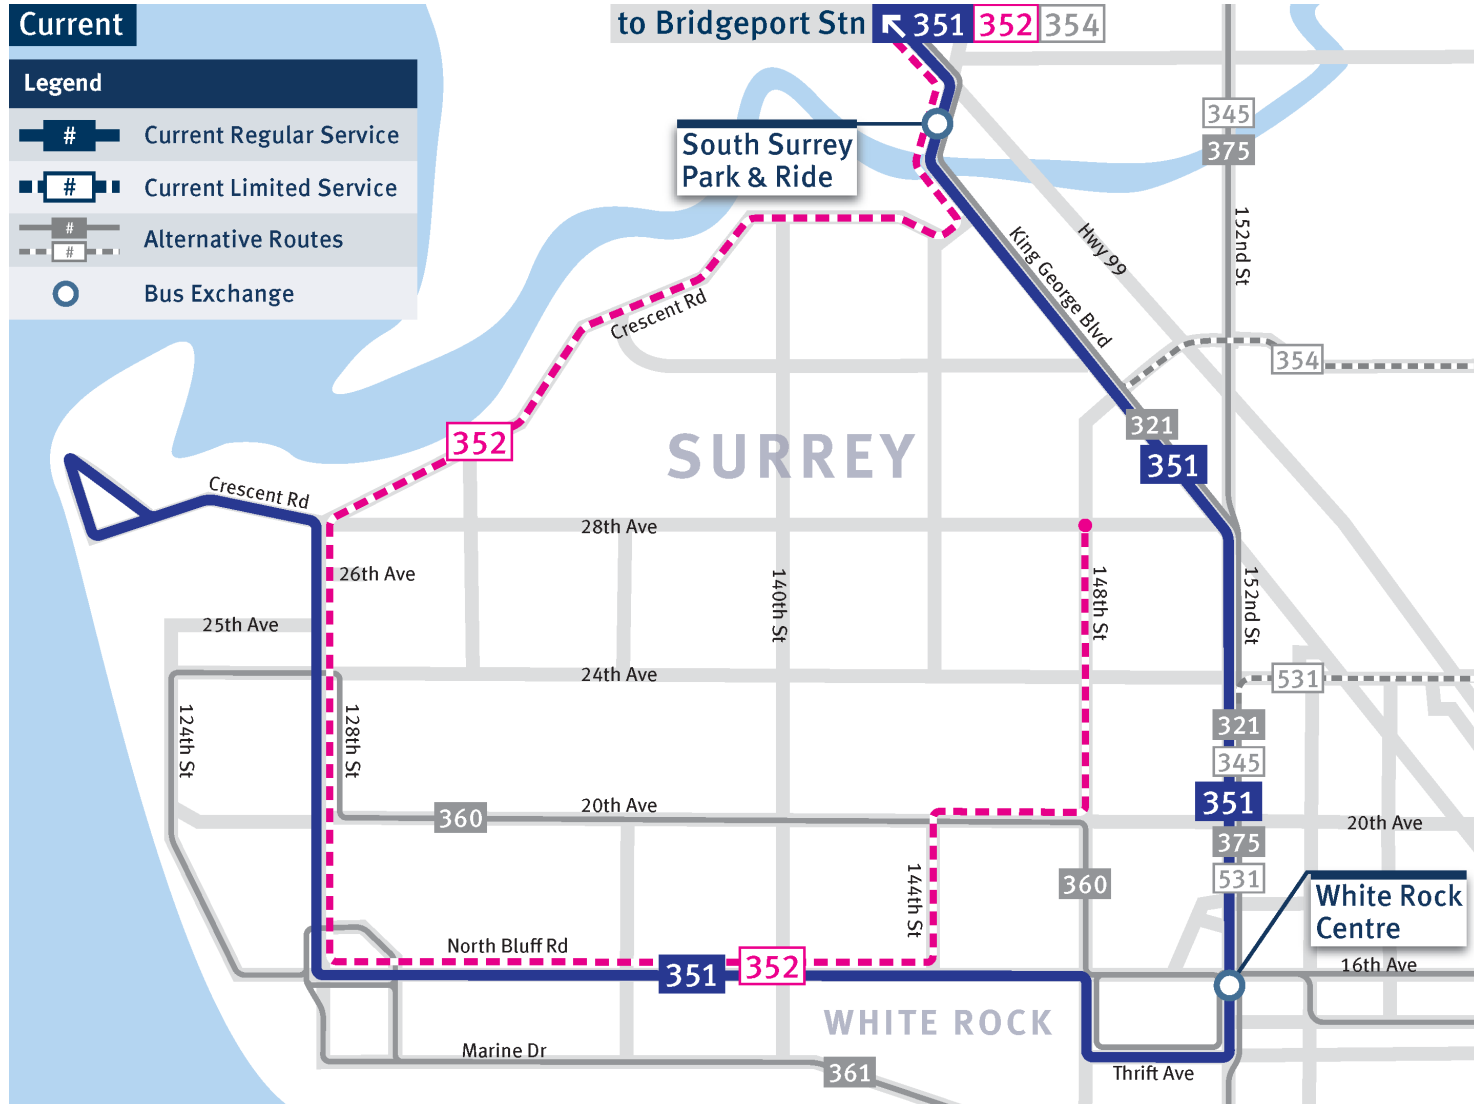 Current
to Bridgeport Stn
351
352
354
Legend
# Current Regular Service
# Current Limited Service
#
# Alternative Routes
Bus Exchange
South Surrey
Park & Ride
345
375
152nd St
Hwy 99
King George Blvd
Crescent Rd
354
352
SURREY
321
351
Crescent Rd
28th Ave
26th Ave
140th St
148th St
152nd St
25th Ave
24th Ave
531
124th St
128th St
321
345
351
375
531
360
20th Ave
20th Ave
360
144th St
White Rock
Centre
North Bluff Rd
351
352
16th Ave
WHITE ROCK
Marine Dr
361
Thrift Ave